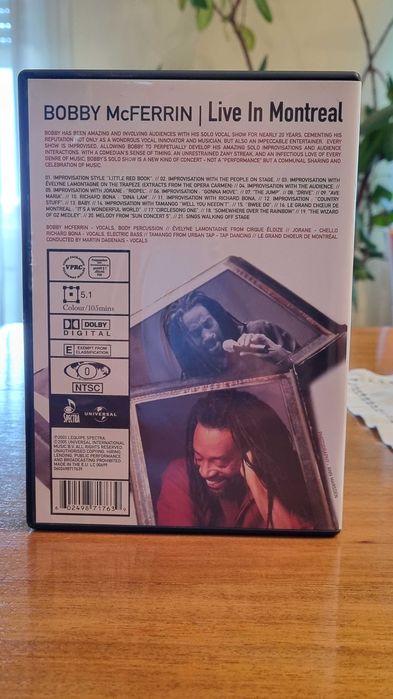 BOBBY McFERRIN | Live In Montreal
BOBBY HAS BEEN AMAZING AND INVOLVING AUDIENCES WITH HIS SOLO VOCAL SHOW FOR NEARLY 20 YEARS, CEMENTING HIS
REPUTATION NOT ONLY AS A WONDROUS VOCAL INNOVATOR AND MUSICIAN, BUT ALSO AN IMPECCABLE ENTERTAINER. EVERY
SHOW IS IMPROVISED, ALLOWING BOBBY TO PERPETUALLY DEVELOP HIS AMAZING SOLO IMPROVISATIONS AND AUDIENCE
INTERACTIONS. WITH A COMEDIAN'S SENSE OF TIMING, AN UNRESTRAINED ZANY STREAK, AND AN INFECTIOUS LOVE OF EVERY
GENRE OF MUSIC, BOBBY'S SOLO SHOW IS A NEW KIND OF CONCERT - NOT A "PERFORMANCE" BUT A COMMUNAL SHARING AND
CELEBRATION OF MUSIC.
01. IMPROVISATION STYLE "LITTLE RED BOOK" // 02. IMPROVISATION WITH THE PEOPLE ON STAGE // 03. IMPROVISATION WITH
ÉVELYNE LAMONTAGNE ON THE TRAPEZE (EXTRACTS FROM THE OPERA CARMEN) // 04. IMPROVISATION WITH THE AUDIENCE //
05. IMPROVISATION WITH JORANE : "ROPFC" // 06. IMPROVISATION : "GONNA MOVE" // 07. "THE JUMP" // 08. "DRIVE" // 09. "AVE
MARIA" // 10. RICHARD BONA : "DINA LAM" // 11. IMPROVISATION WITH RICHARD BONA // 12. IMPROVISATION : "COUNTRY
STUFF" // 13. BABY // 14. IMPROVISATION WITH TAMANGO "WELL YOU NEEDN'T" // 15. "BWEE DO" // 16. LE GRAND CHŒUR DE
MONTRÉAL : "IT'S A WONDERFUL WORLD" // 17. "CIRCLESONG ONE" // 18. "SOMEWHERE OVER THE RAINBOW" // 19. "THE WIZARD
OF OZ MEDLEY" // 20. MELODY FROM "SUN CONCERT 5" // 21. SINGS WALKING OFF STAGE
BOBBY MCFERRIN - VOCALS, BODY PERCUSSION // ÉVELYNE LAMONTAGNE FROM CIRQUE ÉLOIZE // JORANE - CHELLO
RICHARD BONA - VOCALS, ELECTRIC BASS // TAMANGO FROM URBAN TAP - TAP DANCING // LE GRAND CHŒUR DE MONTRÉAL
CONDUCTED BY MARTIN DAGENAIS - VOCALS
VPRC
5.1
Colour/105mins
DOLBY
DIGITAL
E EXEMPT FROM
CLASSIFICATION
0
NTSC
SPECTRA
UNIVERSAL
℗2003 L'EQUIPE SPECTRA
©2005 UNIVERSAL INTERNATIONAL
MUSIC B.V. ALL RIGHTS RESERVED.
UNAUTHORISED COPYING, HIRING,
LENDING, PUBLIC PERFORMANCE
AND BROADCASTING PROHIBITED.
MADE IN THE E.U. LC 00699
0602498717639
6 02498 71763 9